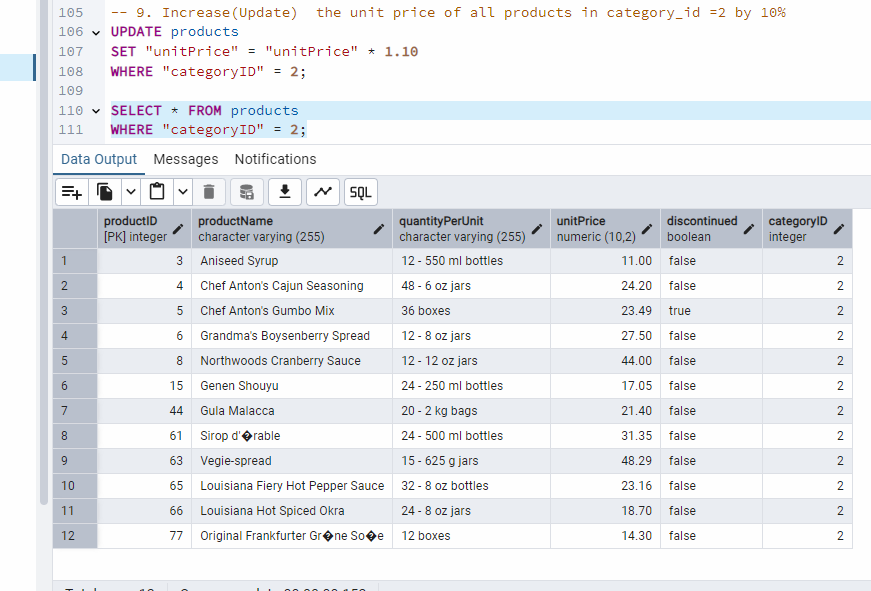 105 -- 9. Increase(Update)  the unit price of all products in category_id =2 by 10%
106 UPDATE products
107 SET "unitPrice" = "unitPrice" * 1.10
108 WHERE "categoryID" = 2;
109
110 SELECT * FROM products
111 WHERE "categoryID" = 2;
Data Output Messages Notifications
SQL
productID productName quantityPerUnit unitPrice discontinued categoryID
[PK] integer character varying (255) character varying (255) numeric (10,2) boolean integer
1 3 Aniseed Syrup 12 - 550 ml bottles 11.00 false 2
2 4 Chef Anton's Cajun Seasoning 48 - 6 oz jars 24.20 false 2
3 5 Chef Anton's Gumbo Mix 36 boxes 23.49 true 2
4 6 Grandma's Boysenberry Spread 12 - 8 oz jars 27.50 false 2
5 8 Northwoods Cranberry Sauce 12 - 12 oz jars 44.00 false 2
6 15 Genen Shouyu 24 - 250 ml bottles 17.05 false 2
7 44 Gula Malacca 20 - 2 kg bags 21.40 false 2
8 61 Sirop d'�rable 24 - 500 ml bottles 31.35 false 2
9 63 Vegie-spread 15 - 625 g jars 48.29 false 2
10 65 Louisiana Fiery Hot Pepper Sauce 32 - 8 oz bottles 23.16 false 2
11 66 Louisiana Hot Spiced Okra 24 - 8 oz jars 18.70 false 2
12 77 Original Frankfurter Gr�ne So�e 12 boxes 14.30 false 2